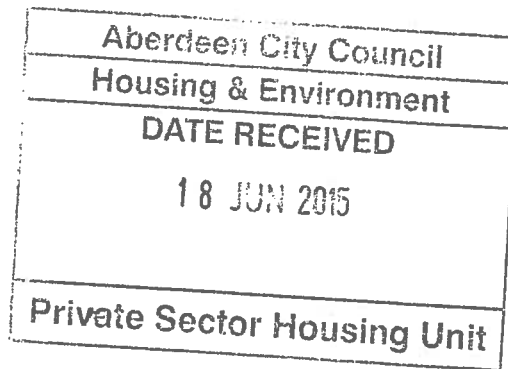 Aberdeen City Council
Housing & Environment
DATE RECEIVED
18 JUN 2015
Private Sector Housing Unit